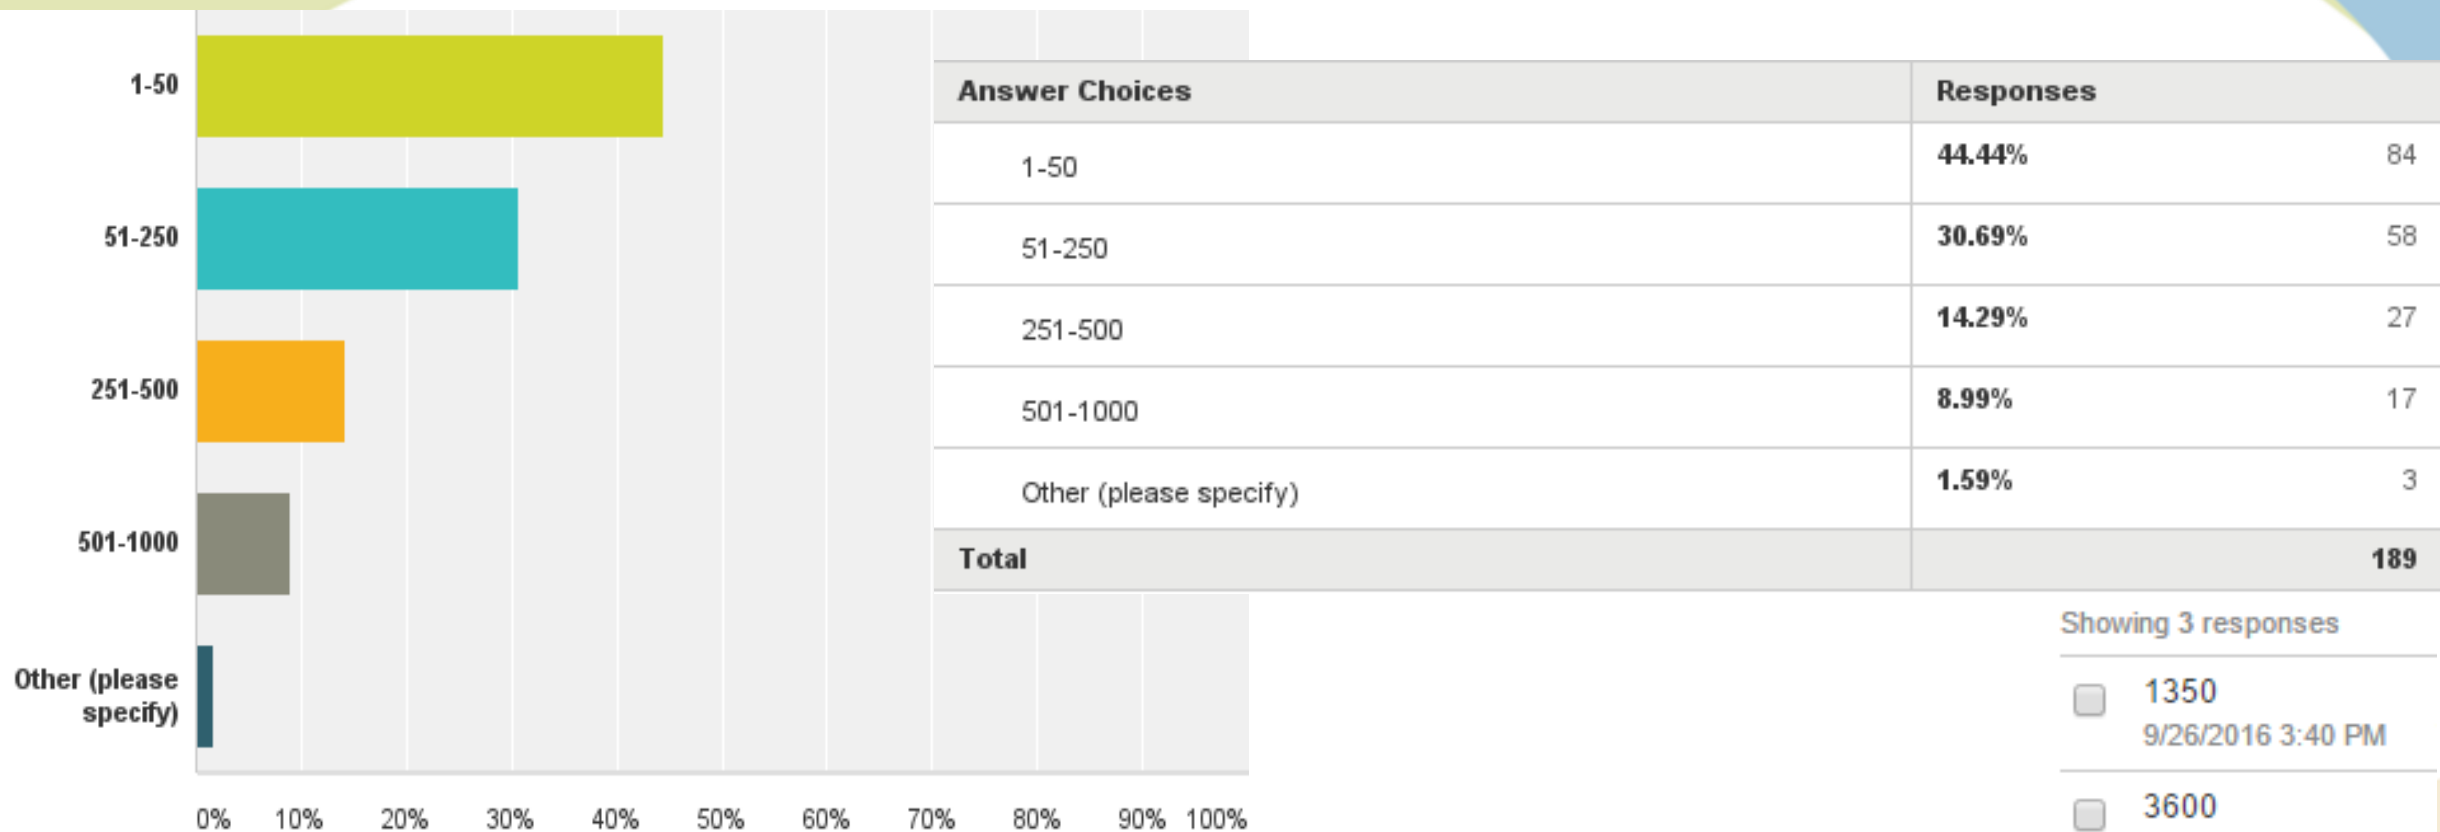 1-50
51-250
251-500
501-1000
Other (please
specify)
0% 10% 20% 30% 40% 50% 60% 70% 80% 90% 100%
Answer Choices Responses
1-50 44.44% 84
51-250 30.69% 58
251-500 14.29% 27
501-1000 8.99% 17
Other (please specify) 1.59% 3
Total 189
Showing 3 responses
1350
9/26/2016 3:40 PM
3600